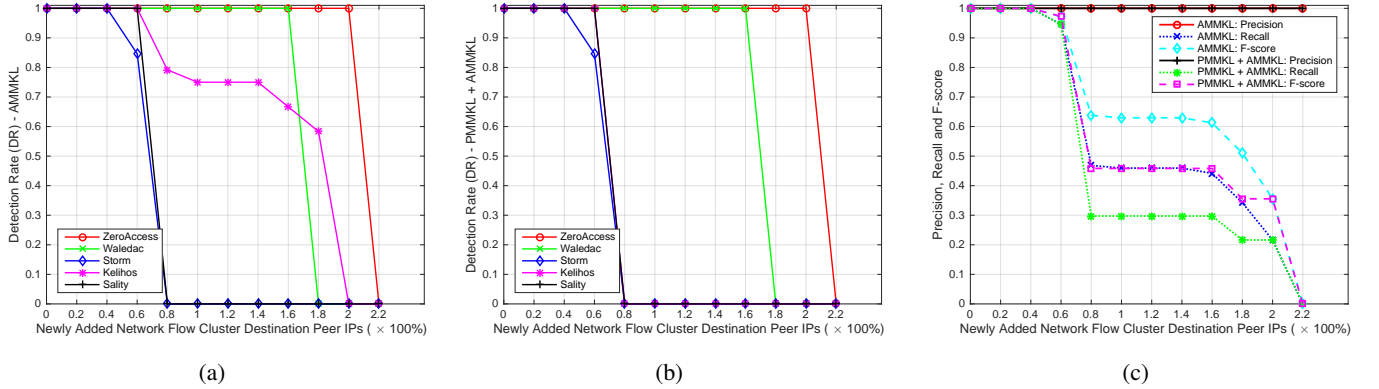 Detection Rate (DR) - AMMKL
1
0.9
0.8
0.7
0.6
0.5
0.4
0.3
0.2
0.1
0
ZeroAccess
Waledac
Storm
Kelihos
Sality
0 0.2 0.4 0.6 0.8 1 1.2 1.4 1.6 1.8 2 2.2
Newly Added Network Flow Cluster Destination Peer IPs ( × 100%)
(a)
Detection Rate (DR) - PMMKL + AMMKL
1
0.9
0.8
0.7
0.6
0.5
0.4
0.3
0.2
0.1
0
ZeroAccess
Waledac
Storm
Kelihos
Sality
0 0.2 0.4 0.6 0.8 1 1.2 1.4 1.6 1.8 2 2.2
Newly Added Network Flow Cluster Destination Peer IPs ( × 100%)
(b)
Precision, Recall and F-score
1
0.9
0.8
0.7
0.6
0.5
0.4
0.3
0.2
0.1
0
AMMKL: Precision
AMMKL: Recall
AMMKL: F-score
PMMKL + AMMKL: Precision
PMMKL + AMMKL: Recall
PMMKL + AMMKL: F-score
0 0.2 0.4 0.6 0.8 1 1.2 1.4 1.6 1.8 2 2.2
Newly Added Network Flow Cluster Destination Peer IPs ( × 100%)
(c)